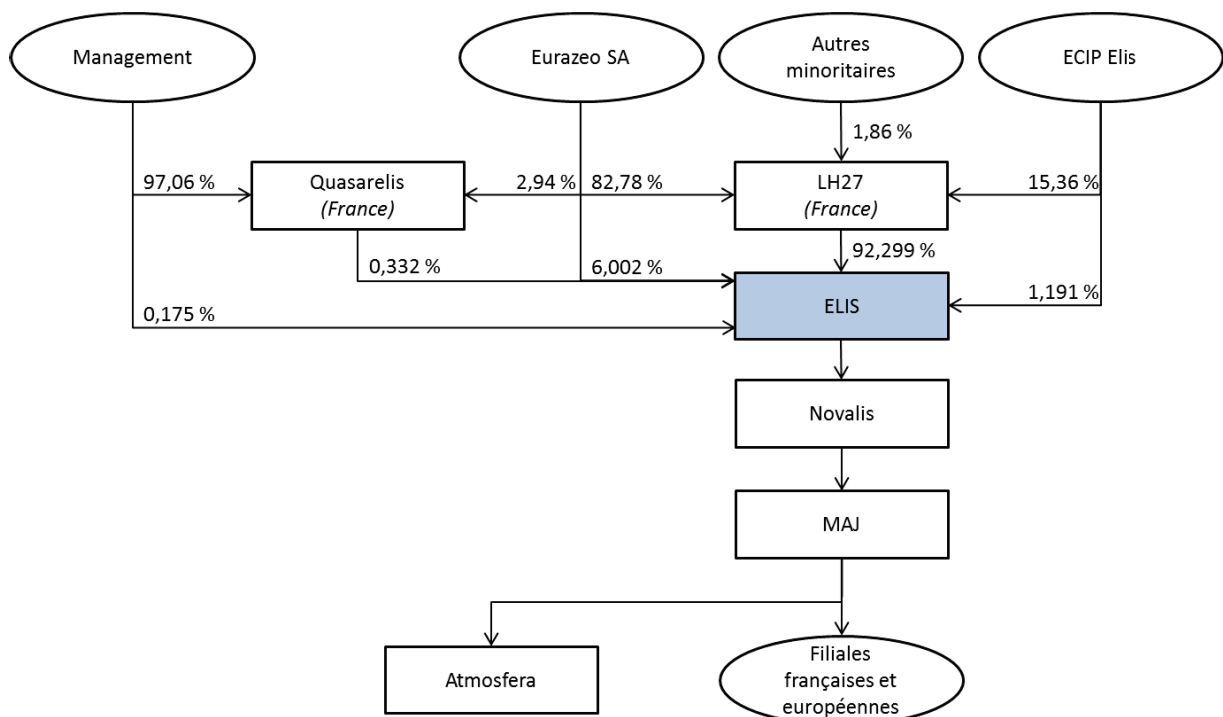 Management
Eurazeo SA
Autres
minoritaires
ECIP Elis
1,86 %
97,06 %
Quasarelis
(France)
2,94 %
82,78 %
LH27
(France)
15,36 %
0,332 %
6,002 %
92,299 %
0,175 %
ELIS
1,191 %
Novalis
MAJ
Atmosfera
Filiales
françaises et
européennes